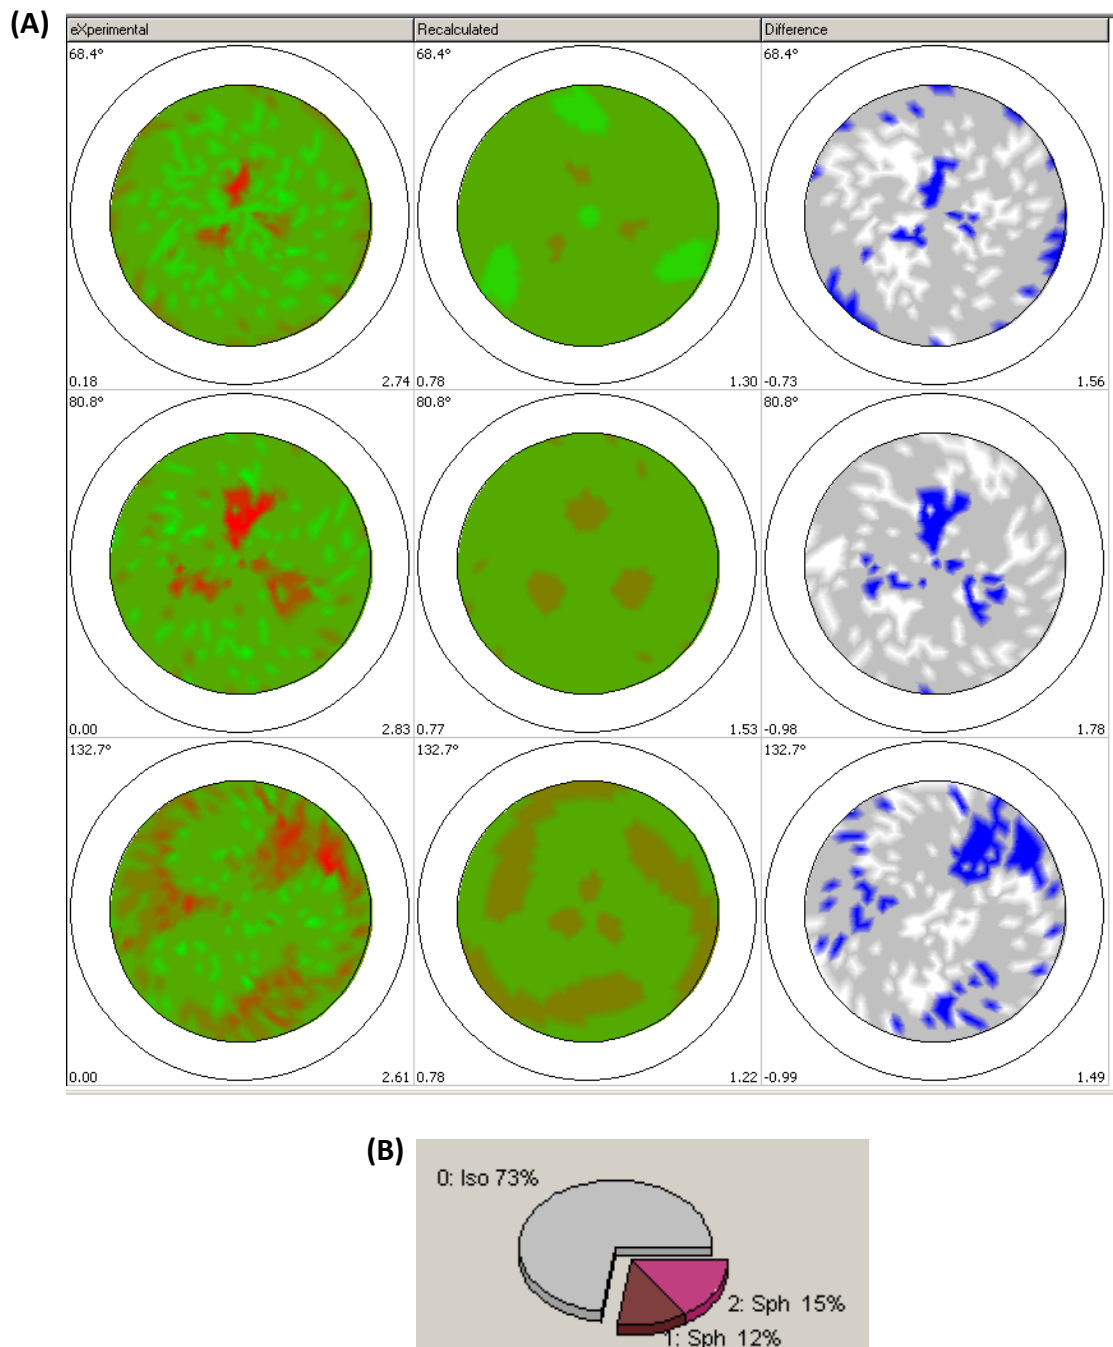 (A)
eXperimental Recalculated Difference
68.4° 68.4° 68.4°
0.18 2.74 0.78 1.30 -0.73 1.56
80.8° 80.8° 80.8°
0.00 2.83 0.77 1.53 -0.98 1.78
132.7° 132.7° 132.7°
0.00 2.61 0.78 1.22 -0.99 1.49
(B)
0: Iso 73%
2: Sph 15%
1: Sph 12%